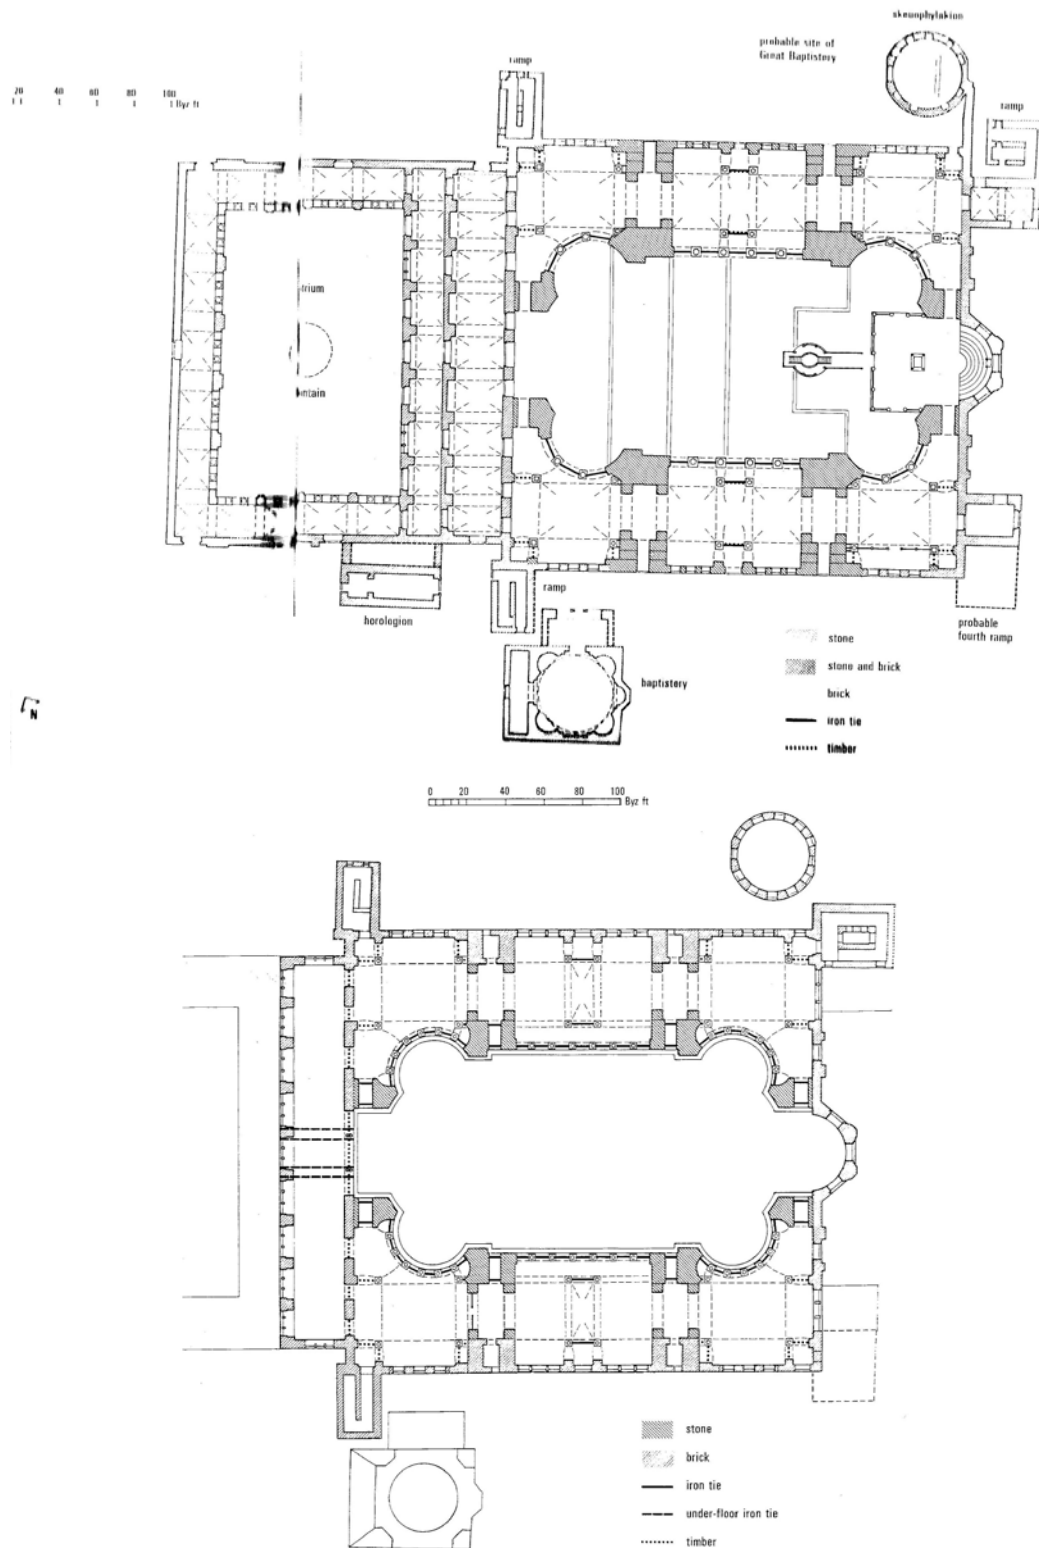 skeuophylakion
probable site of
Great Baptistery
ramp
20 40 60 80 100
Byz ft
ramp
trium
ntain
ramp
horologion
probable
fourth ramp
stone
stone and brick
baptistery
brick
N
iron tie
timber
0 20 40 60 80 100
Byz ft
stone
brick
iron tie
under-floor iron tie
timber